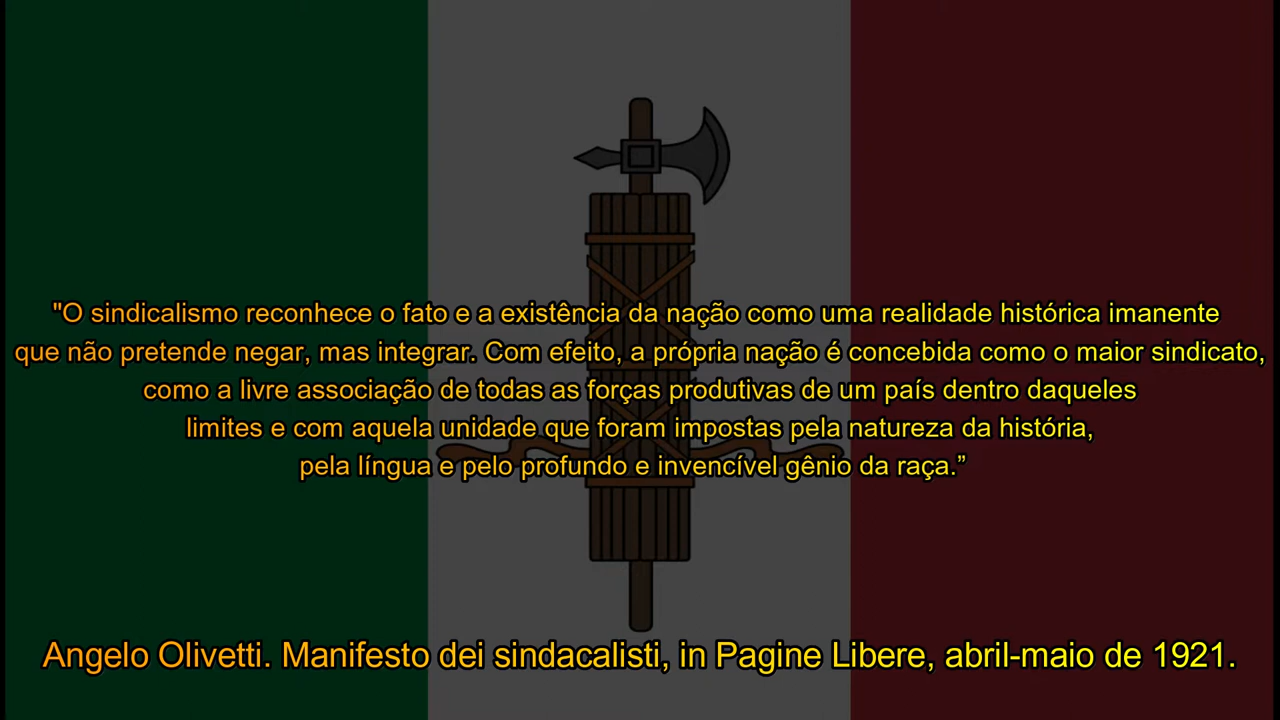 "O sindicalismo reconhece o fato e a existência da nação como uma realidade histórica imanente
que não pretende negar, mas integrar. Com efeito, a própria nação é concebida como o maior sindicato,
como a livre associação de todas as forças produtivas de um país dentro daqueles
limites e com aquela unidade que foram impostas pela natureza da história,
pela língua e pelo profundo e invencível gênio da raça.”
Angelo Olivetti. Manifesto dei sindacalisti, in Pagine Libere, abril-maio de 1921.